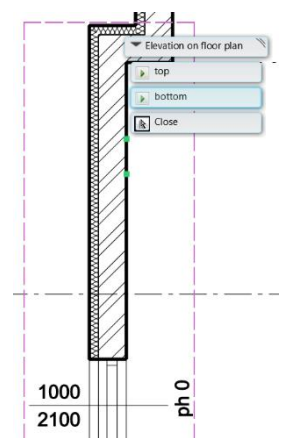 Elevation on floor plan
top
bottom
Close
1000
2100
ph 0